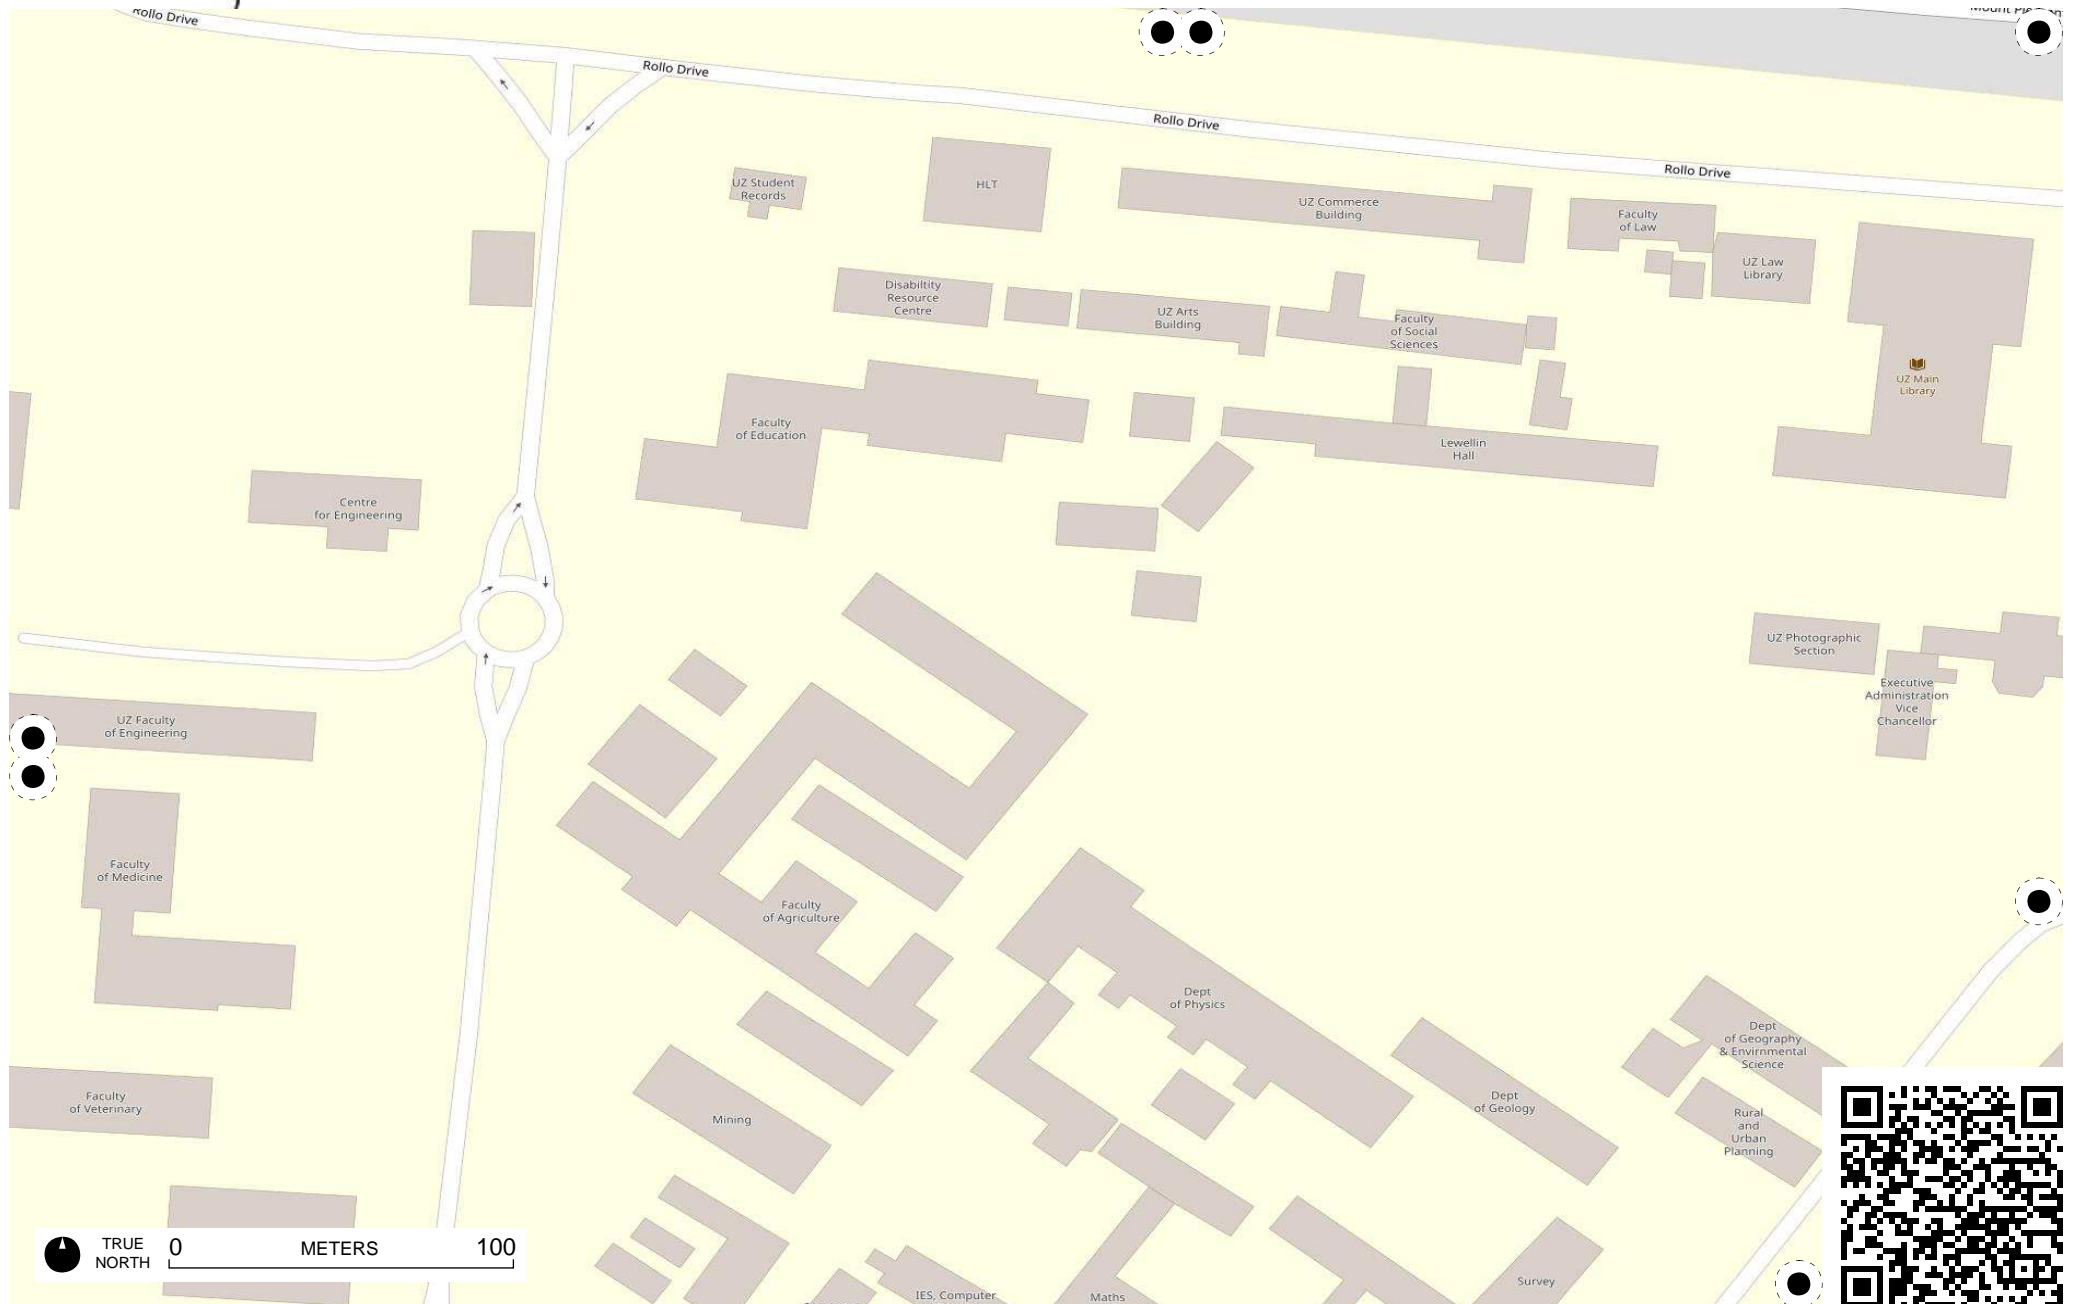 Rollo Drive
Rollo Drive
Rollo Drive
Rollo Drive
UZ Student
Records
HLT
UZ Commerce
Building
Faculty
of Law
UZ Law
Library
Disabiltity
Resource
Centre
UZ Arts
Building
Faculty
of Social
Sciences
UZ Main
Library
Faculty
of Education
Lewellin
Hall
Centre
for Engineering
UZ Photographic
Section
Executive
Administration
Vice
Chancellor
UZ Faculty
of Engineering
Faculty
of Medicine
Faculty
of Agriculture
Dept
of Physics
Dept
of Geography
& Envirnmental
Science
Faculty
of Veterinary
Mining
Dept
of Geology
Rural
and
Urban
Planning
TRUE
NORTH
0 METERS 100
IES, Computer
Maths
Survey